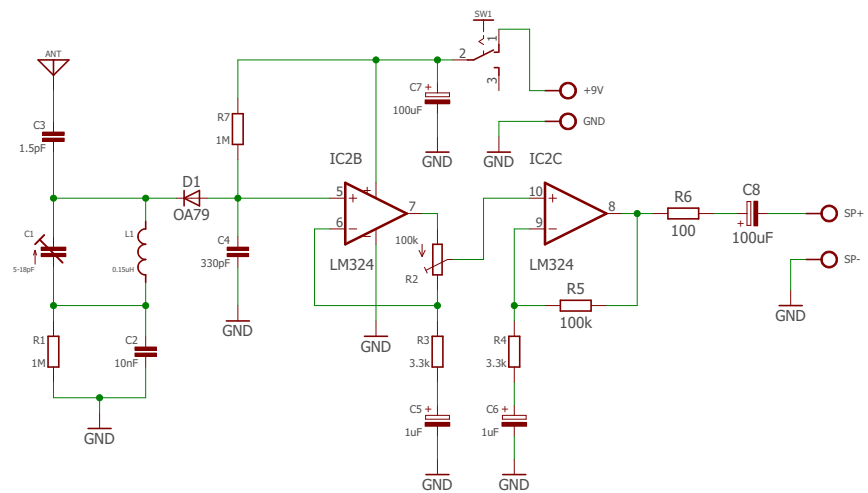 SW1
ANT
1
2
3
C7
+
100uF
+9V
GND
GND
GND
C3
1.5pF
R7
1M
IC2B
IC2C
D1
OA79
5
+
+
6
-
-
7
LM324
10
+
9
-
8
LM324
R6
100
C8
+
100uF
SP+
SP-
GND
C1
5-18pF
L1
0.15uH
C4
330pF
GND
100k
R2
GND
R5
100k
R1
1M
C2
10nF
GND
R3
3.3k
R4
3.3k
C5
+
1uF
GND
C6
+
1uF
GND